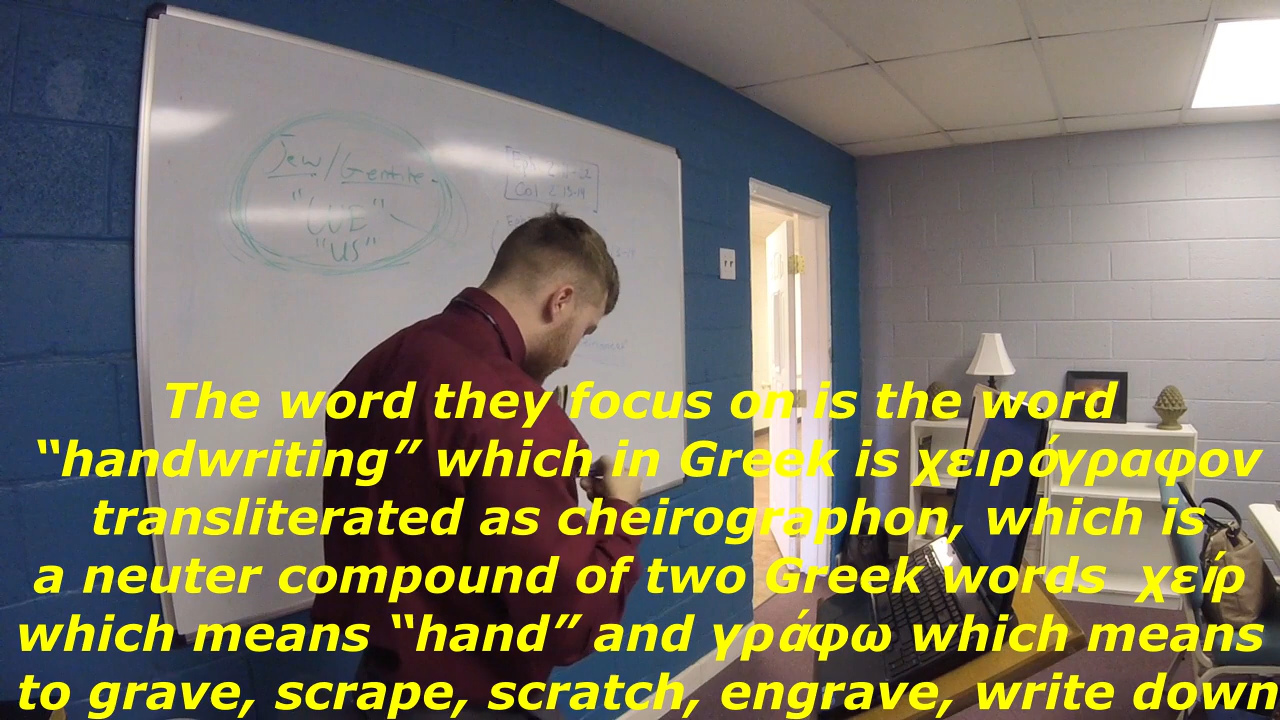 Jew/Gentile
"WE"
"US"
Eph 2
Col 2:13-14
The word they focus on is the word
“handwriting” which in Greek is χειρόγραφον
transliterated as cheirographon, which is
a neuter compound of two Greek words χείρ
which means “hand” and γράφω which means
to grave, scrape, scratch, engrave, write down